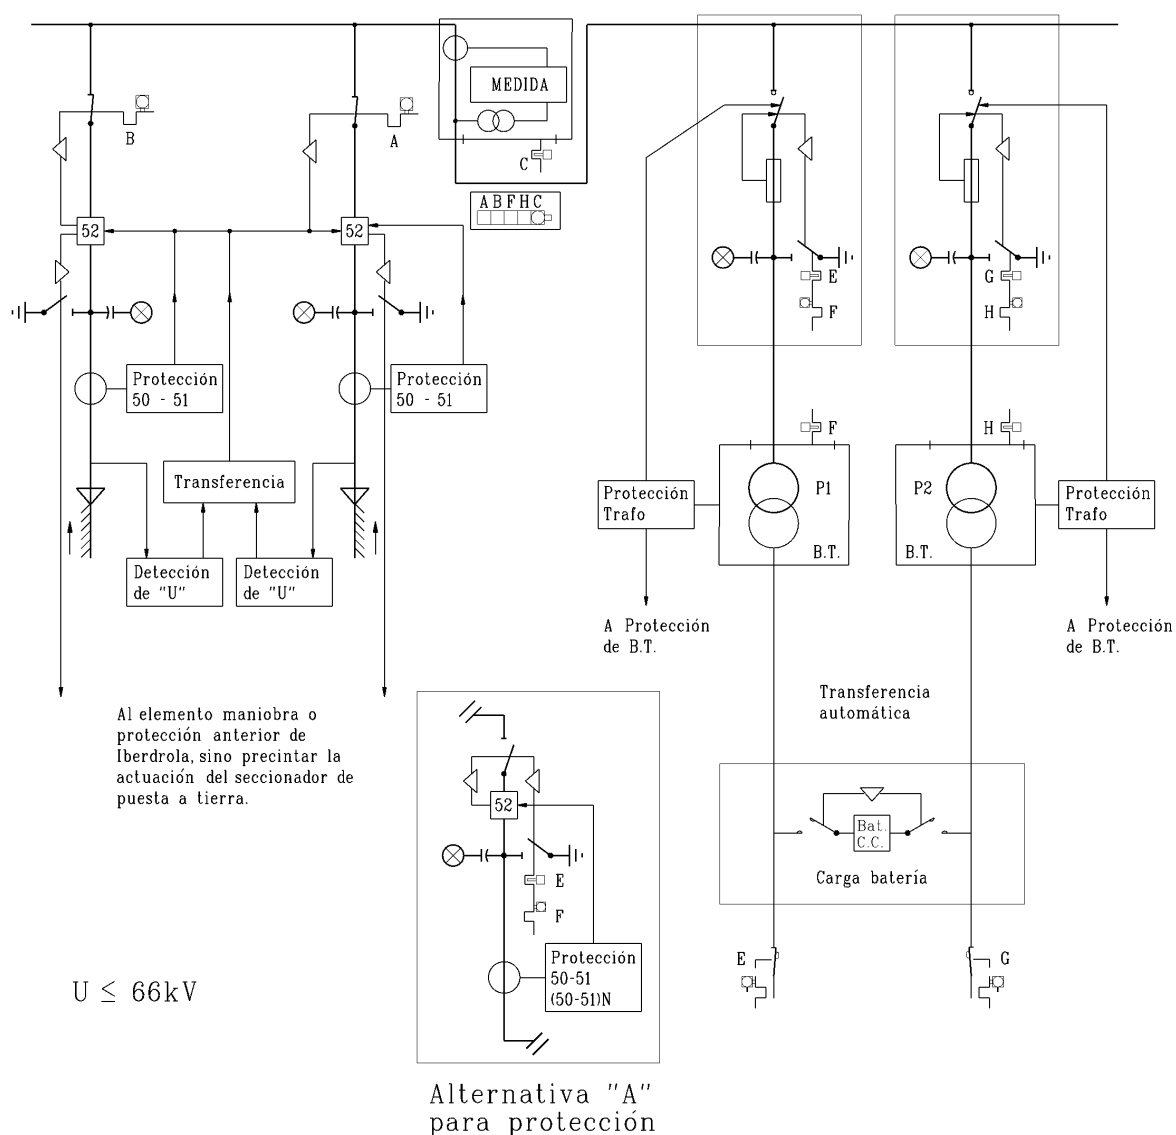 MEDIDA
B
A
C
A B F H C
52
52
E
F
G
H
Protección
50 - 51
Protección
50 - 51
F
H
Transferencia
P1
B.T.
P2
B.T.
Protección
Trafo
Protección
Trafo
Detección
de "U"
Detección
de "U"
A Protección
de B.T.
A Protección
de B.T.
Al elemento maniobra o
protección anterior de
Iberdrola, sino precintar la
actuación del seccionador de
puesta a tierra.
Transferencia
automática
52
Bat.
C.C.
Carga batería
E
F
Protección
50-51
(50-51)N
E
G
U ≤ 66kV
Alternativa "A"
para protección